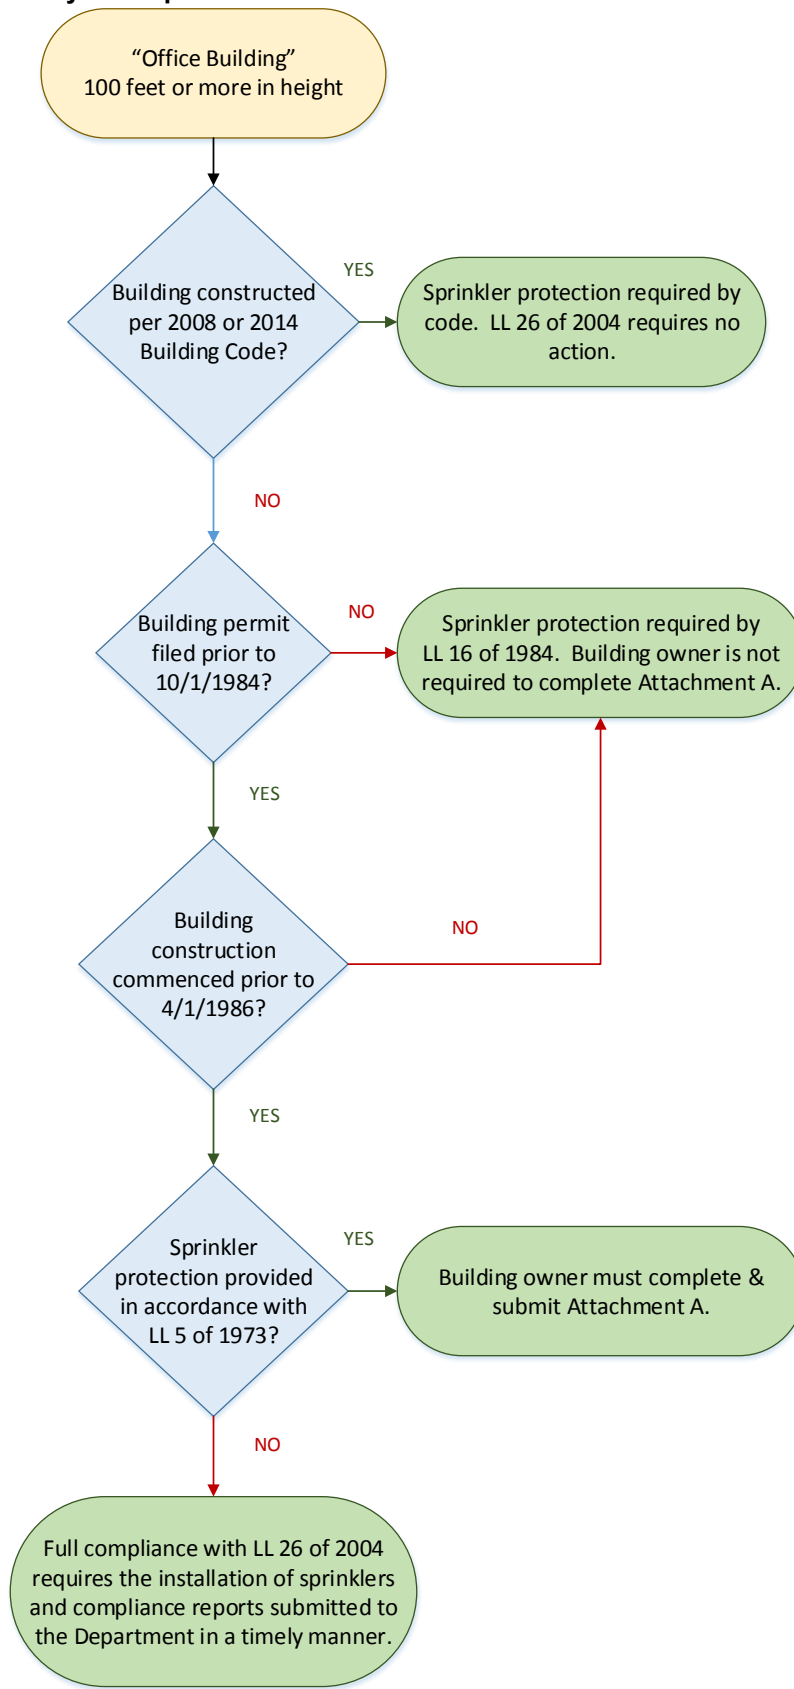 “Office Building”
100 feet or more in height
Building constructed
per 2008 or 2014
Building Code?
YES
Sprinkler protection required by
code.  LL 26 of 2004 requires no
action.
NO
Building permit
filed prior to
10/1/1984?
NO
Sprinkler protection required by
LL 16 of 1984.  Building owner is not
required to complete Attachment A.
YES
Building
construction
commenced prior to
4/1/1986?
NO
YES
Sprinkler
protection provided
in accordance with
LL 5 of 1973?
YES
Building owner must complete &
submit Attachment A.
NO
Full compliance with LL 26 of 2004
requires the installation of sprinklers
and compliance reports submitted to
the Department in a timely manner.